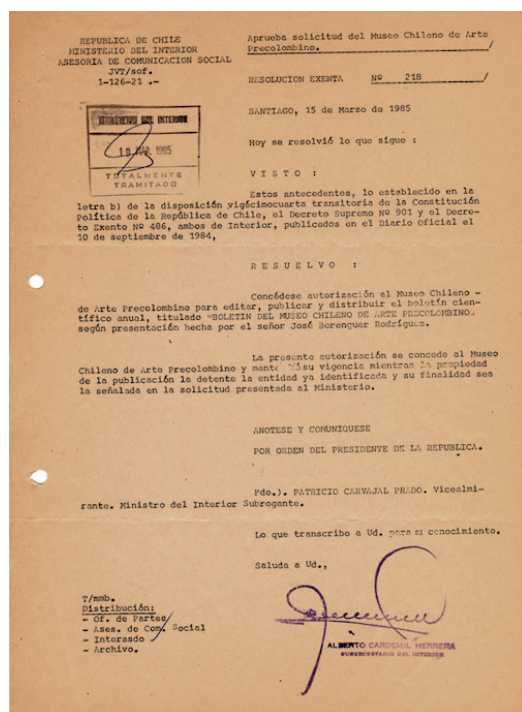 REPUBLICA DE CHILE
MINISTERIO DEL INTERIOR
ASESORIA DE COMUNICACION SOCIAL
JVT/sof.
1-126-21 .-
Aprueba solicitud del Museo Chileno de Arte
Precolombino. /
RESOLUCION EXENTA Nº 218 /
SANTIAGO, 15 de Marzo de 1985
MINISTERIO DEL INTERIOR
1985
TOTALMENTE
TRAMITADO
Hoy se resolvió lo que sigue :
V I S T O :
Estos antecedentes, lo establecido en la
letra b) de la disposición vigécimocuarta transitoria de la Constitución
Política de la República de Chile, el Decreto Supremo Nº 901 y el Decre-
to Exento Nº 486, ambos de Interior, publicados en el Diario Oficial el
10 de septiembre de 1984,
R E S U E L V O :
Concédese autorización al Museo Chileno -
de Arte Precolombino para editar, publicar y distribuir el boletín cien-
tífico anual, titulado "BOLETIN DEL MUSEO CHILENO DE ARTE PRECOLOMBINO"
según presentación hecha por el señor José Berenguer Rodríguez.
La presente autorización se concede al Museo
Chileno de Arte Precolombino y su vigencia mientras la propiedad
de la publicación la detente la entidad ya identificada y su finalidad sea
la señalada en la solicitud presentada al Ministerio.
ANOTESE Y COMUNIQUESE
POR ORDEN DEL PRESIDENTE DE LA REPUBLICA.
Fdo.). PATRICIO CARVAJAL PRADO. Vicealmi-
rante. Ministro del Interior Subrogante.
Lo que transcribo a Ud. para su conocimiento.
Saluda a Ud.,
T/mmb.
Distribución:
- Of. de Partes
- Ases. de Com. Social
- Interasdo
- Archivo.
ALBERTO CARDEMIL HERRERA
SUBSECRETARIO DEL INTERIOR